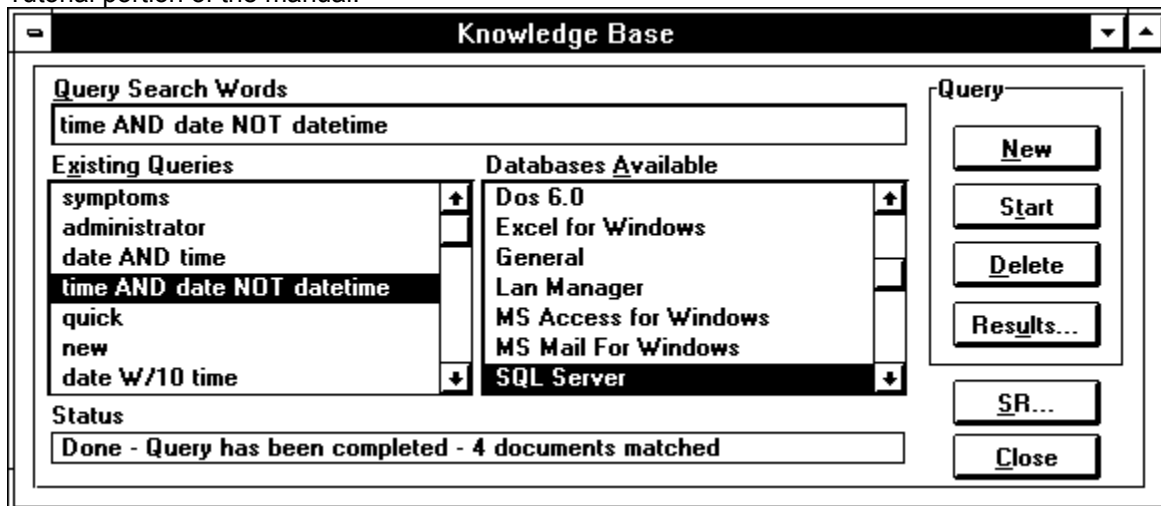 Tutorial portion of the manual.
Knowledge Base
Query Search Words
time AND date NOT datetime
Existing Queries
symptoms
administrator
date AND time
time AND date NOT datetime
quick
new
date W/10 time
Databases Available
Dos 6.0
Excel for Windows
General
Lan Manager
MS Access for Windows
MS Mail For Windows
SQL Server
Status
Done - Query has been completed - 4 documents matched
Query
New
Start
Delete
Results...
SR...
Close